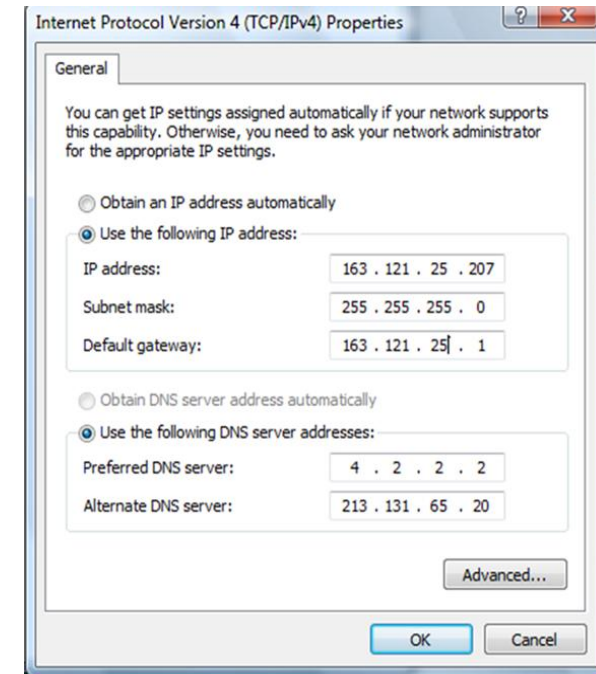 Internet Protocol Version 4 (TCP/IPv4) Properties
General
You can get IP settings assigned automatically if your network supports
this capability. Otherwise, you need to ask your network administrator
for the appropriate IP settings.
Obtain an IP address automatically
Use the following IP address:
IP address: 163 . 121 . 25 . 207
Subnet mask: 255 . 255 . 255 . 0
Default gateway: 163 . 121 . 25 . 1
Obtain DNS server address automatically
Use the following DNS server addresses:
Preferred DNS server: 4 . 2 . 2 . 2
Alternate DNS server: 213 . 131 . 65 . 20
Advanced...
OK Cancel